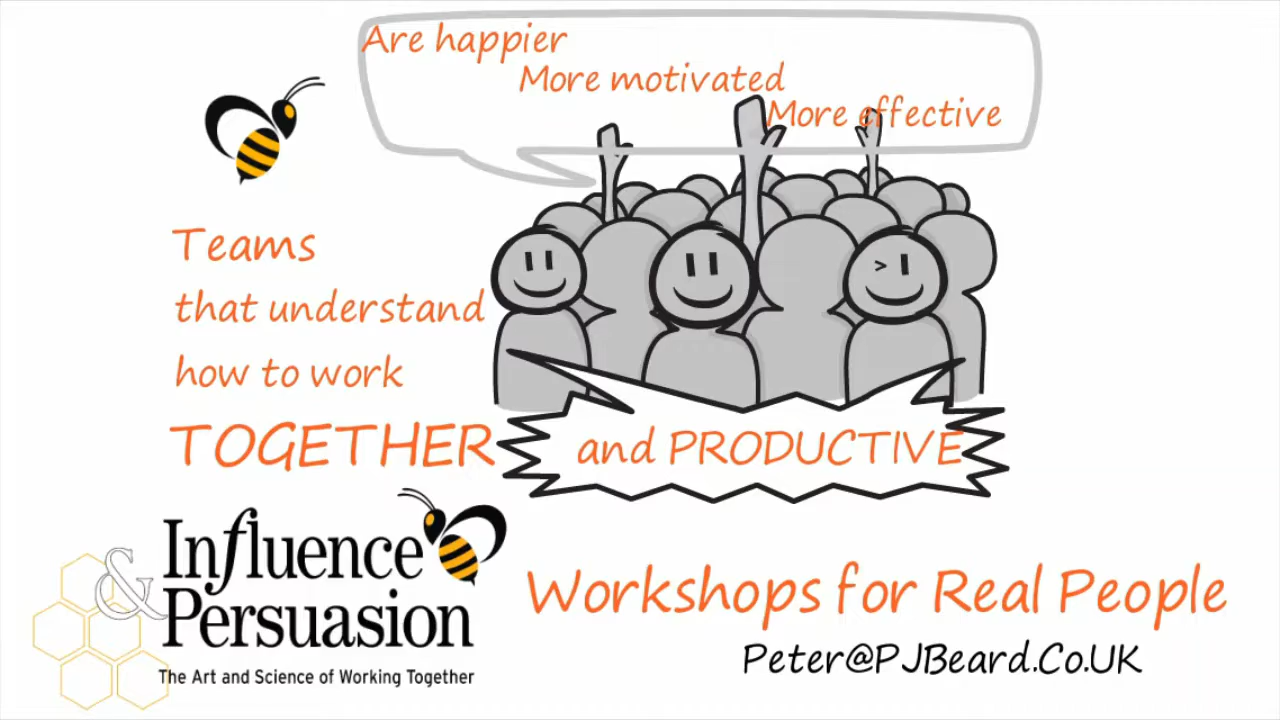 Are happier
More motivated
More effective
Teams
that understand
how to work
TOGETHER
and PRODUCTIVE
Influence
& Persuasion
The Art and Science of Working Together
Workshops for Real People
Peter@PJBeard.Co.UK